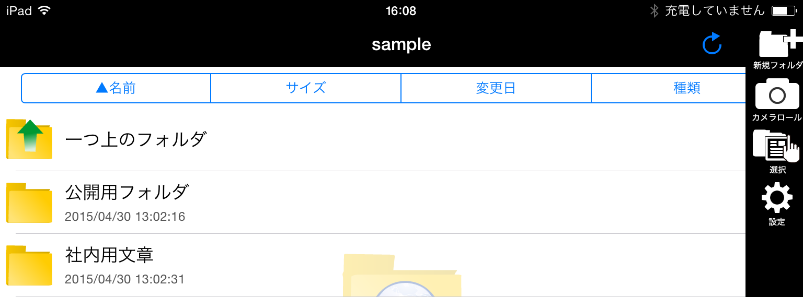 iPad 16:08 充電していません
sample
▲名前 サイズ 変更日 種類
一つ上のフォルダ
公開用フォルダ
2015/04/30 13:02:16
社内用文章
2015/04/30 13:02:31
新規フォルダ
カメラロール
選択
設定